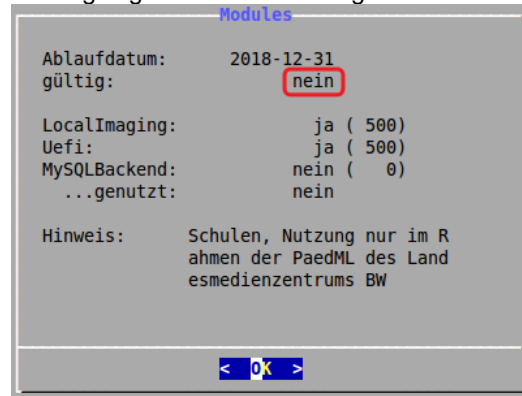 Modules
Ablaufdatum: 2018-12-31
gültig: nein
LocalImaging: ja ( 500)
Uefi: ja ( 500)
MySQLBackend: nein ( 0)
...genutzt: nein
Hinweis: Schulen, Nutzung nur im R
ahmen der PaedML des Land
esmedienzentrums BW
< OK >